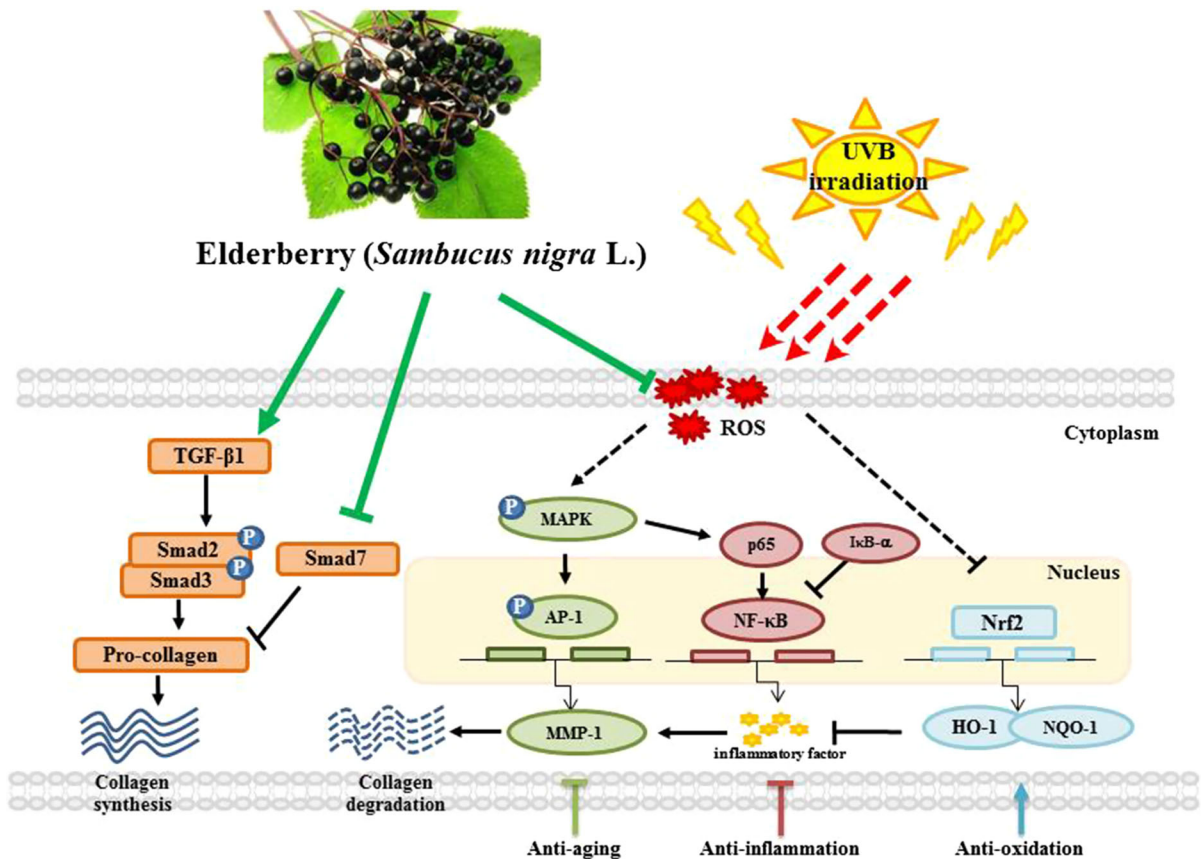 UVB
irradiation
Elderberry (Sambucus nigra L.)
ROS
Cytoplasm
TGF-β1
P
MAPK
p65
IκB-α
Smad2
P
Smad3
P
Smad7
Nucleus
P
AP-1
NF-κB
Nrf2
Pro-collagen
MMP-1
inflammatory factor
HO-1
NQO-1
Collagen
synthesis
Collagen
degradation
Anti-aging
Anti-inflammation
Anti-oxidation